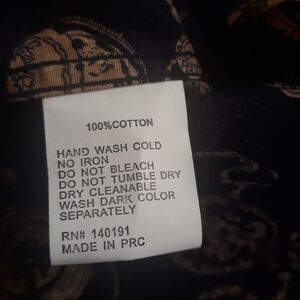 100%COTTON
HAND WASH COLD
NO IRON
DO NOT BLEACH
DO NOT TUMBLE DRY
DRY CLEANABLE
WASH DARK COLOR
SEPARATELY
RN# 140191
MADE IN PRC